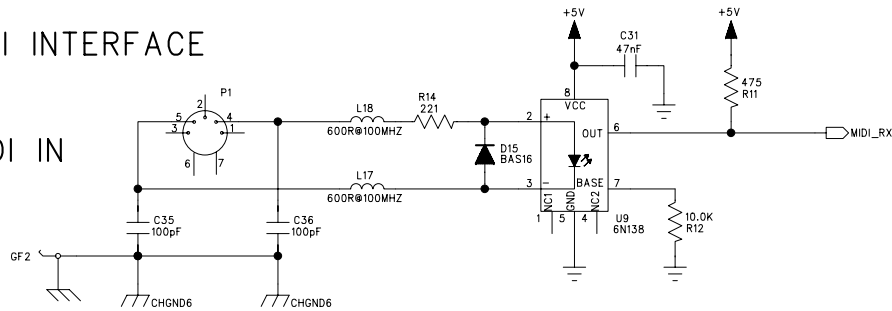 I INTERFACE
DI IN
P1
2
5
4
3
1
6
7
L18
600R@100MHZ
R14
221
L17
600R@100MHZ
D15
BAS16
+5V
C31
47nF
+5V
475
R11
8
VCC
2
+
OUT
6
MIDI_RX
3
-
BASE
7
NC1
GND
NC2
1
5
4
U9
6N138
10.0K
R12
C35
100pF
C36
100pF
GF2
CHGND6
CHGND6